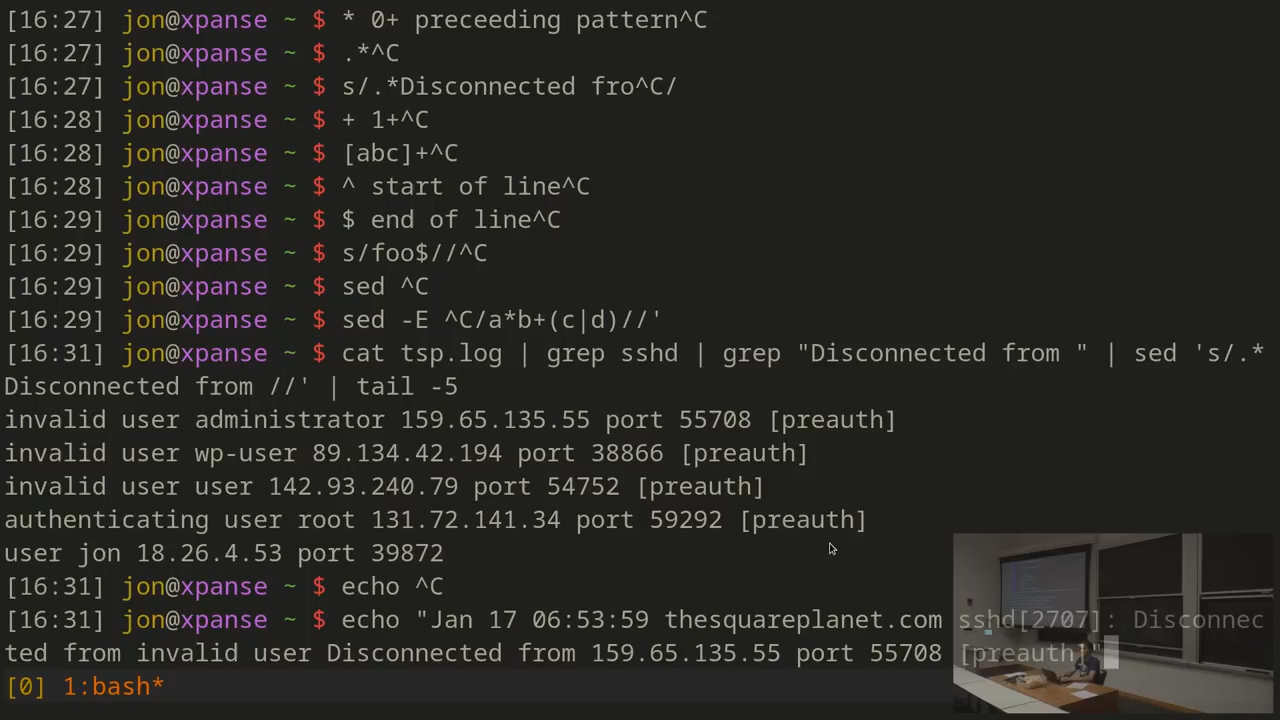 [16:27] jon@xpanse ~ $ * 0+ preceeding pattern^C
[16:27] jon@xpanse ~ $ .*^C
[16:27] jon@xpanse ~ $ s/.*Disconnected fro^C/
[16:28] jon@xpanse ~ $ + 1+^C
[16:28] jon@xpanse ~ $ [abc]+^C
[16:28] jon@xpanse ~ $ ^ start of line^C
[16:29] jon@xpanse ~ $ $ end of line^C
[16:29] jon@xpanse ~ $ s/foo$//^C
[16:29] jon@xpanse ~ $ sed ^C
[16:29] jon@xpanse ~ $ sed -E ^C/a*b+(c|d)//'
[16:31] jon@xpanse ~ $ cat tsp.log | grep sshd | grep "Disconnected from " | sed 's/.*
Disconnected from //' | tail -5
invalid user administrator 159.65.135.55 port 55708 [preauth]
invalid user wp-user 89.134.42.194 port 38866 [preauth]
invalid user user 142.93.240.79 port 54752 [preauth]
authenticating user root 131.72.141.34 port 59292 [preauth]
user jon 18.26.4.53 port 39872
[16:31] jon@xpanse ~ $ echo ^C
[16:31] jon@xpanse ~ $ echo "Jan 17 06:53:59 thesquareplanet.com sshd[2707]: Disconnec
ted from invalid user Disconnected from 159.65.135.55 port 55708 [preauth]"
[0] 1:bash*